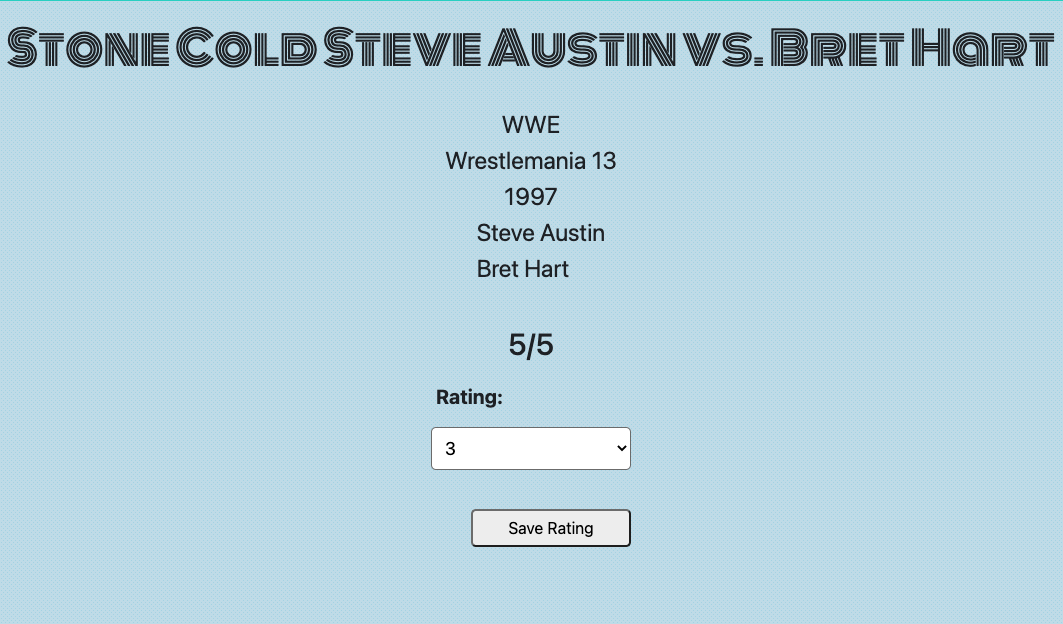 Stone Cold Steve Austin vs. Bret Hart
WWE
Wrestlemania 13
1997
Steve Austin
Bret Hart
5/5
Rating:
3
Save Rating